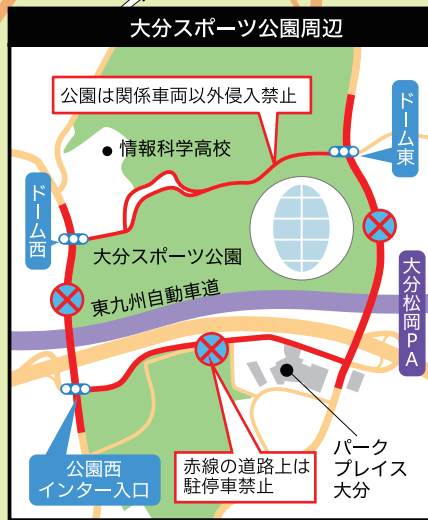 大分スポーツ公園周辺
公園は関係車両以外侵入禁止
ドーム東
情報科学高校
ドーム西
大分スポーツ公園
東九州自動車道
大分松岡PA
公園西
インター入口
赤線の道路上は
駐停車禁止
パーク
プレイス
大分